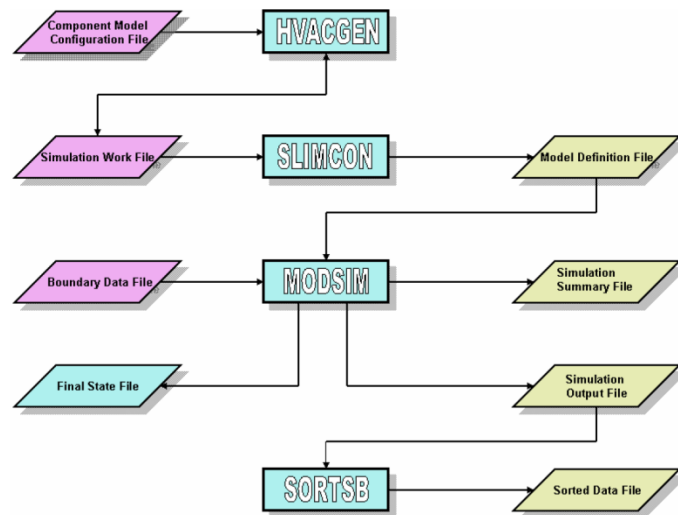 Component Model
Configuration File
HVACGEN
Simulation Work File
SLIMCON
Model Definition File
Boundary Data File
MODSIM
Simulation
Summary File
Final State File
Simulation
Output File
SORTSB
Sorted Data File